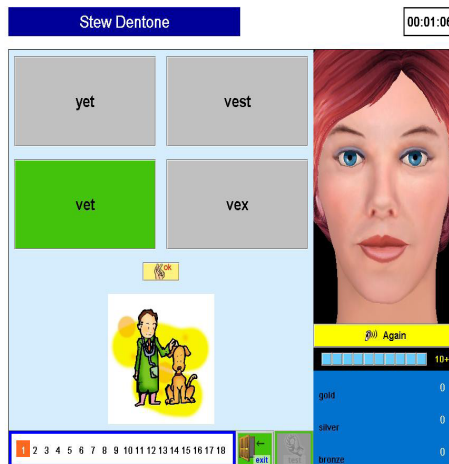 Stew Dentone
00:01:06
yet
vest
vet
vex
ok
Again
10+
gold 0
silver 0
bronze 0
1 2 3 4 5 6 7 8 9 10 11 12 13 14 15 16 17 18
exit
test